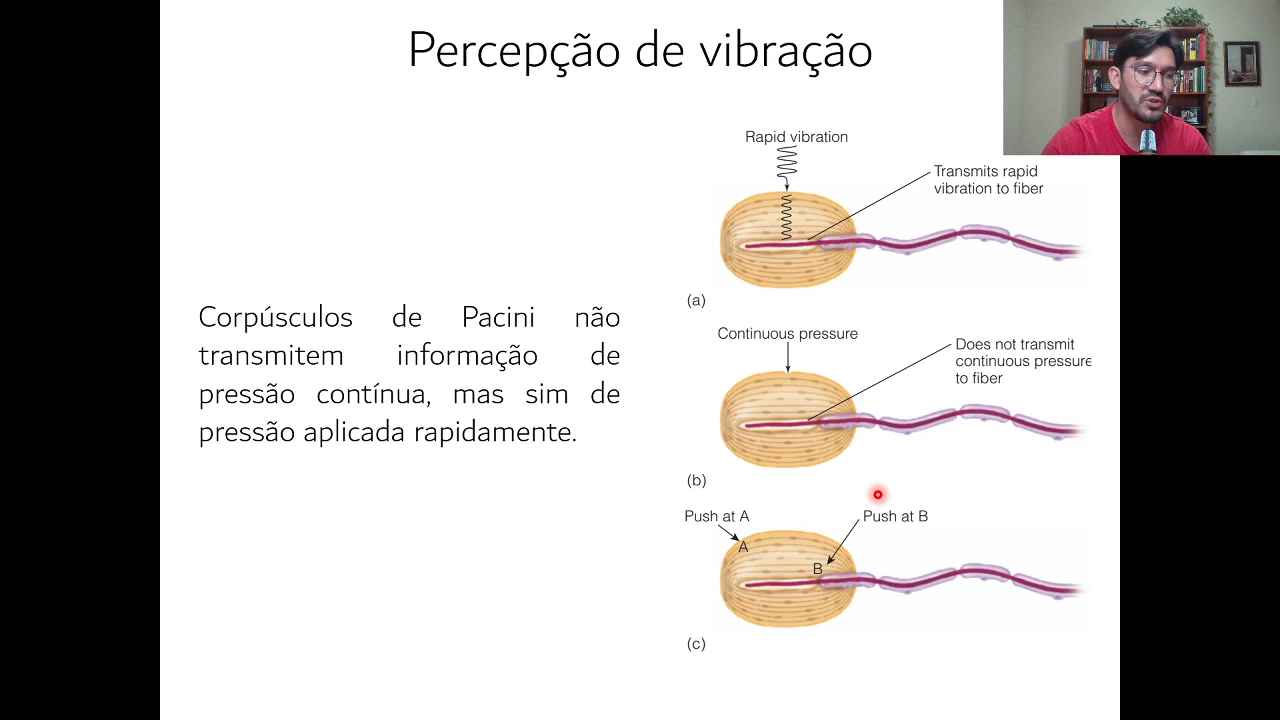 Percepção de vibração
Corpúsculos de Pacini não
transmitem informação de
pressão contínua, mas sim de
pressão aplicada rapidamente.
Rapid vibration
Transmits rapid
vibration to fiber
(a)
Continuous pressure
Does not transmit
continuous pressure
to fiber
(b)
Push at A
Push at B
A
B
(c)